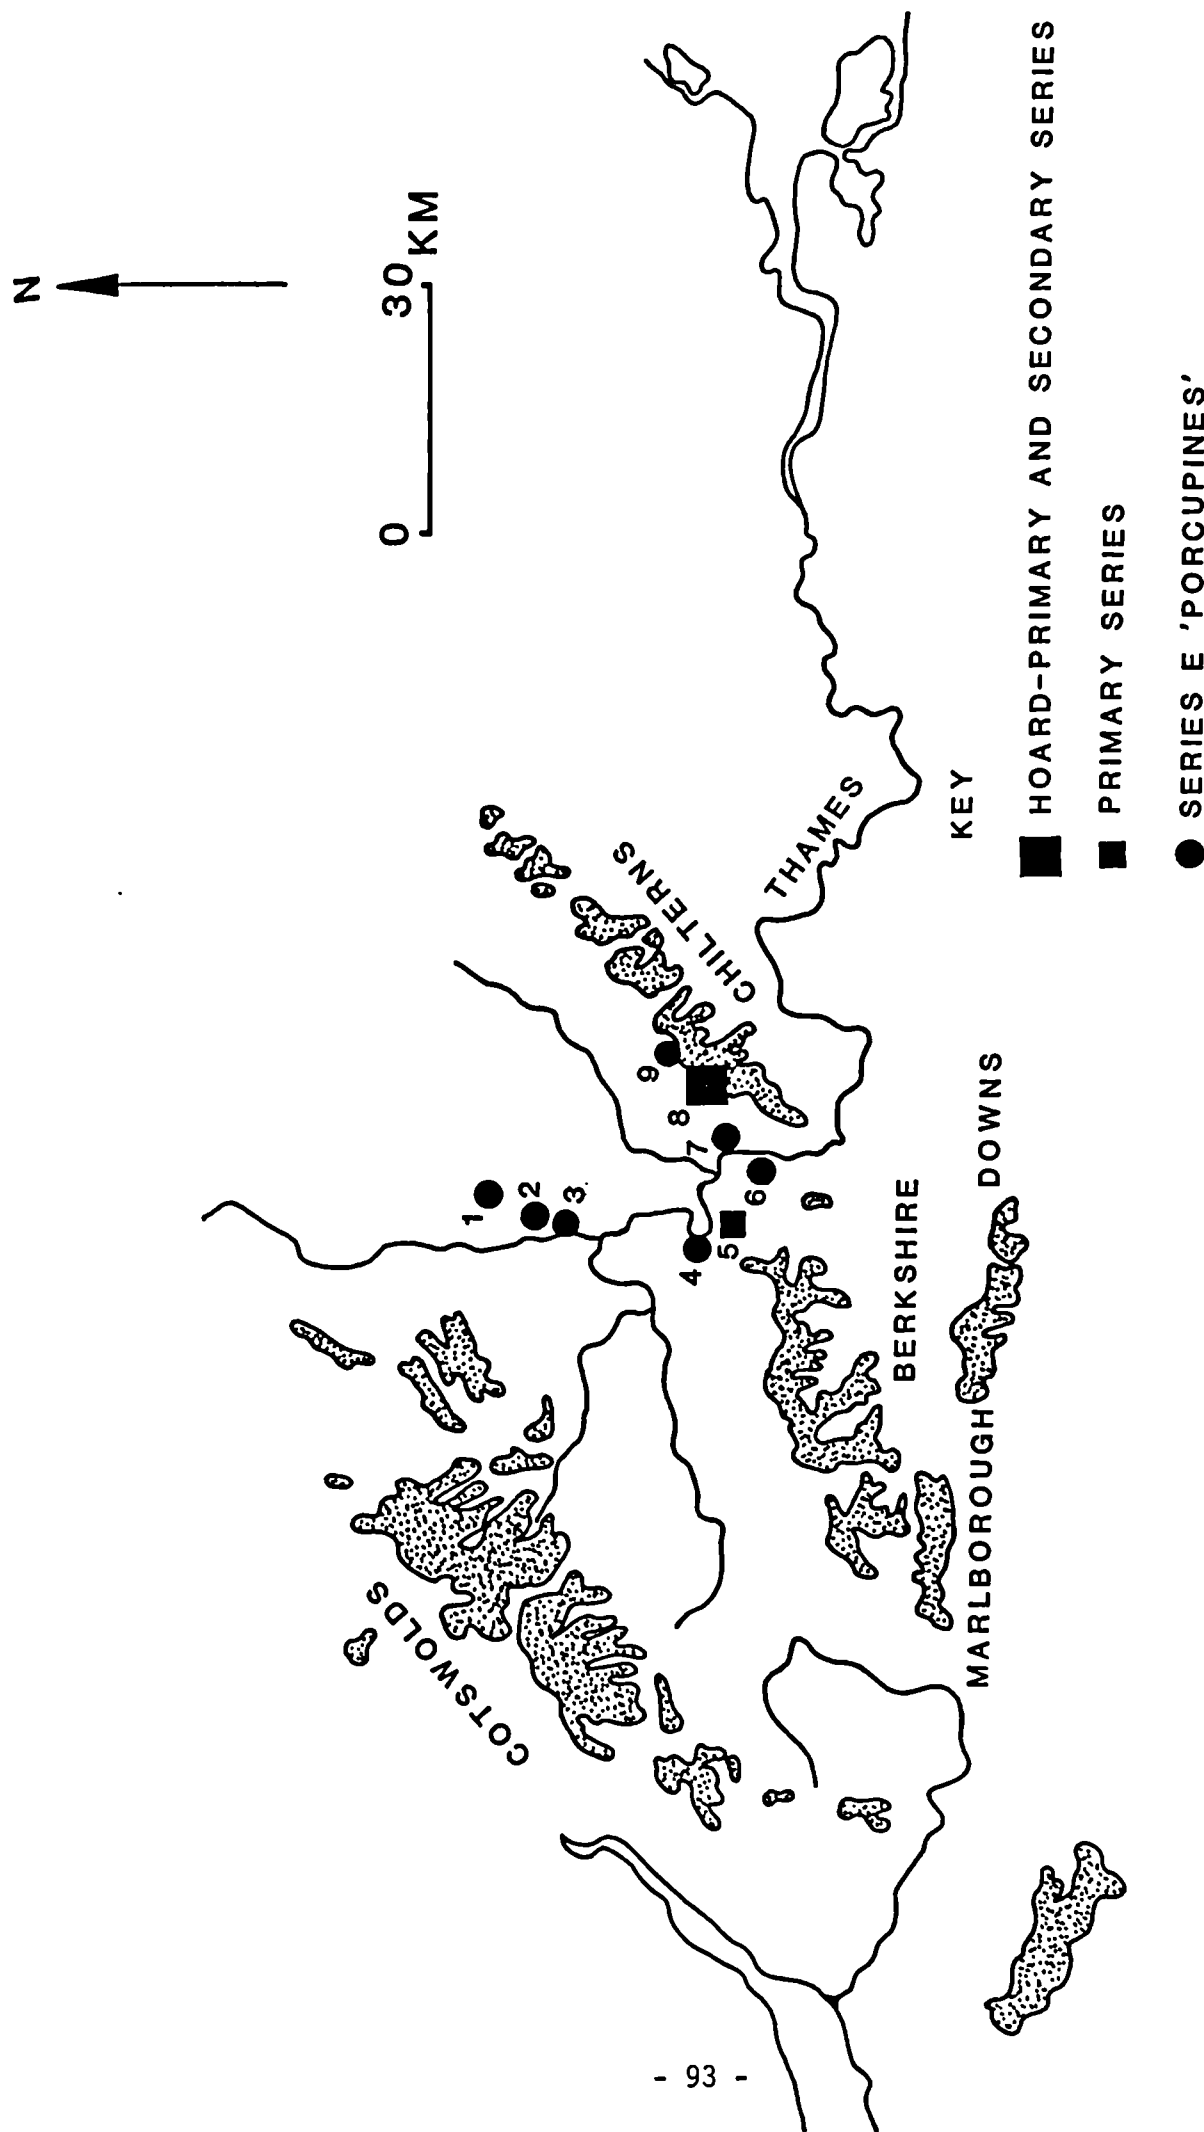 N
0 30
KM
COTSWOLDS
CHILTERNS
THAMES
1
2
3
4
5
6
7
8
9
BERKSHIRE
DOWNS
MARLBOROUGH
KEY
HOARD-PRIMARY AND SECONDARY SERIES
PRIMARY SERIES
SERIES E 'PORCUPINES'
- 93 -